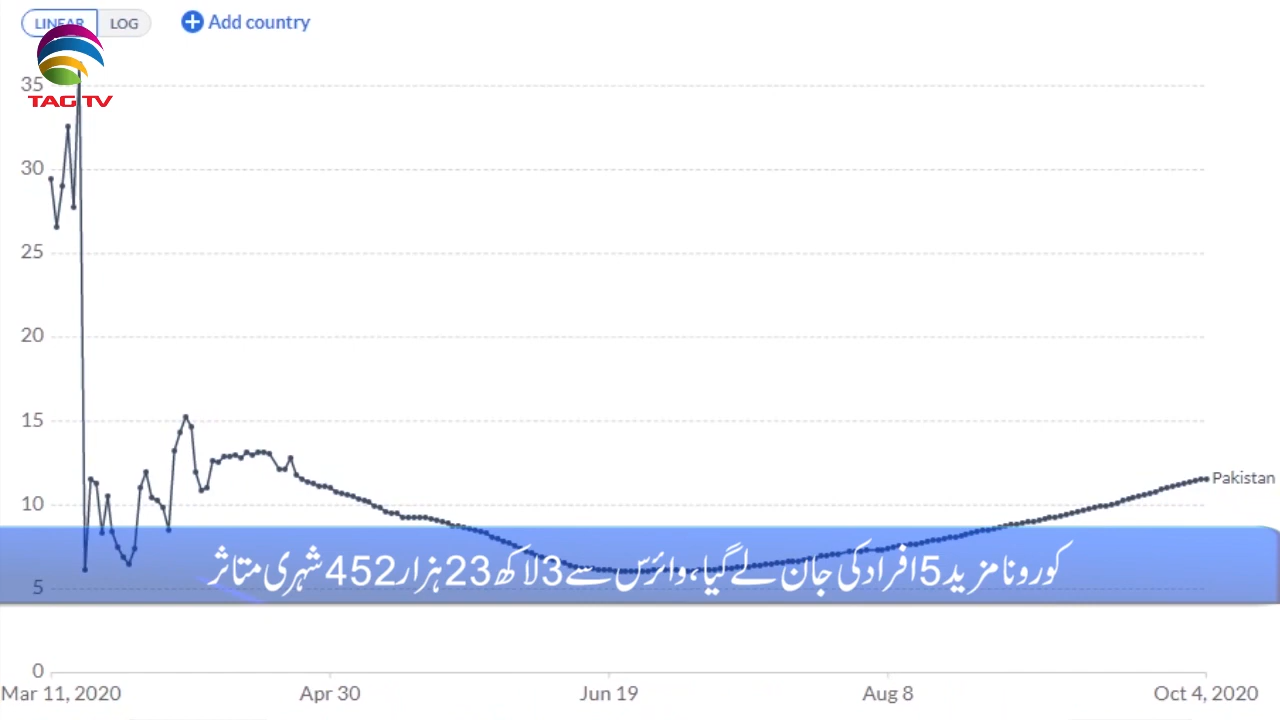 LINEAR LOG Add country
TAG TV
35
30
25
20
15
10
Pakistan
کورونا مزید 5 افراد کی جان لے گیا، وائرس سے 3 لاکھ 23 ہزار 452 شہری متاثر
5
0
Mar 11, 2020 Apr 30 Jun 19 Aug 8 Oct 4, 2020